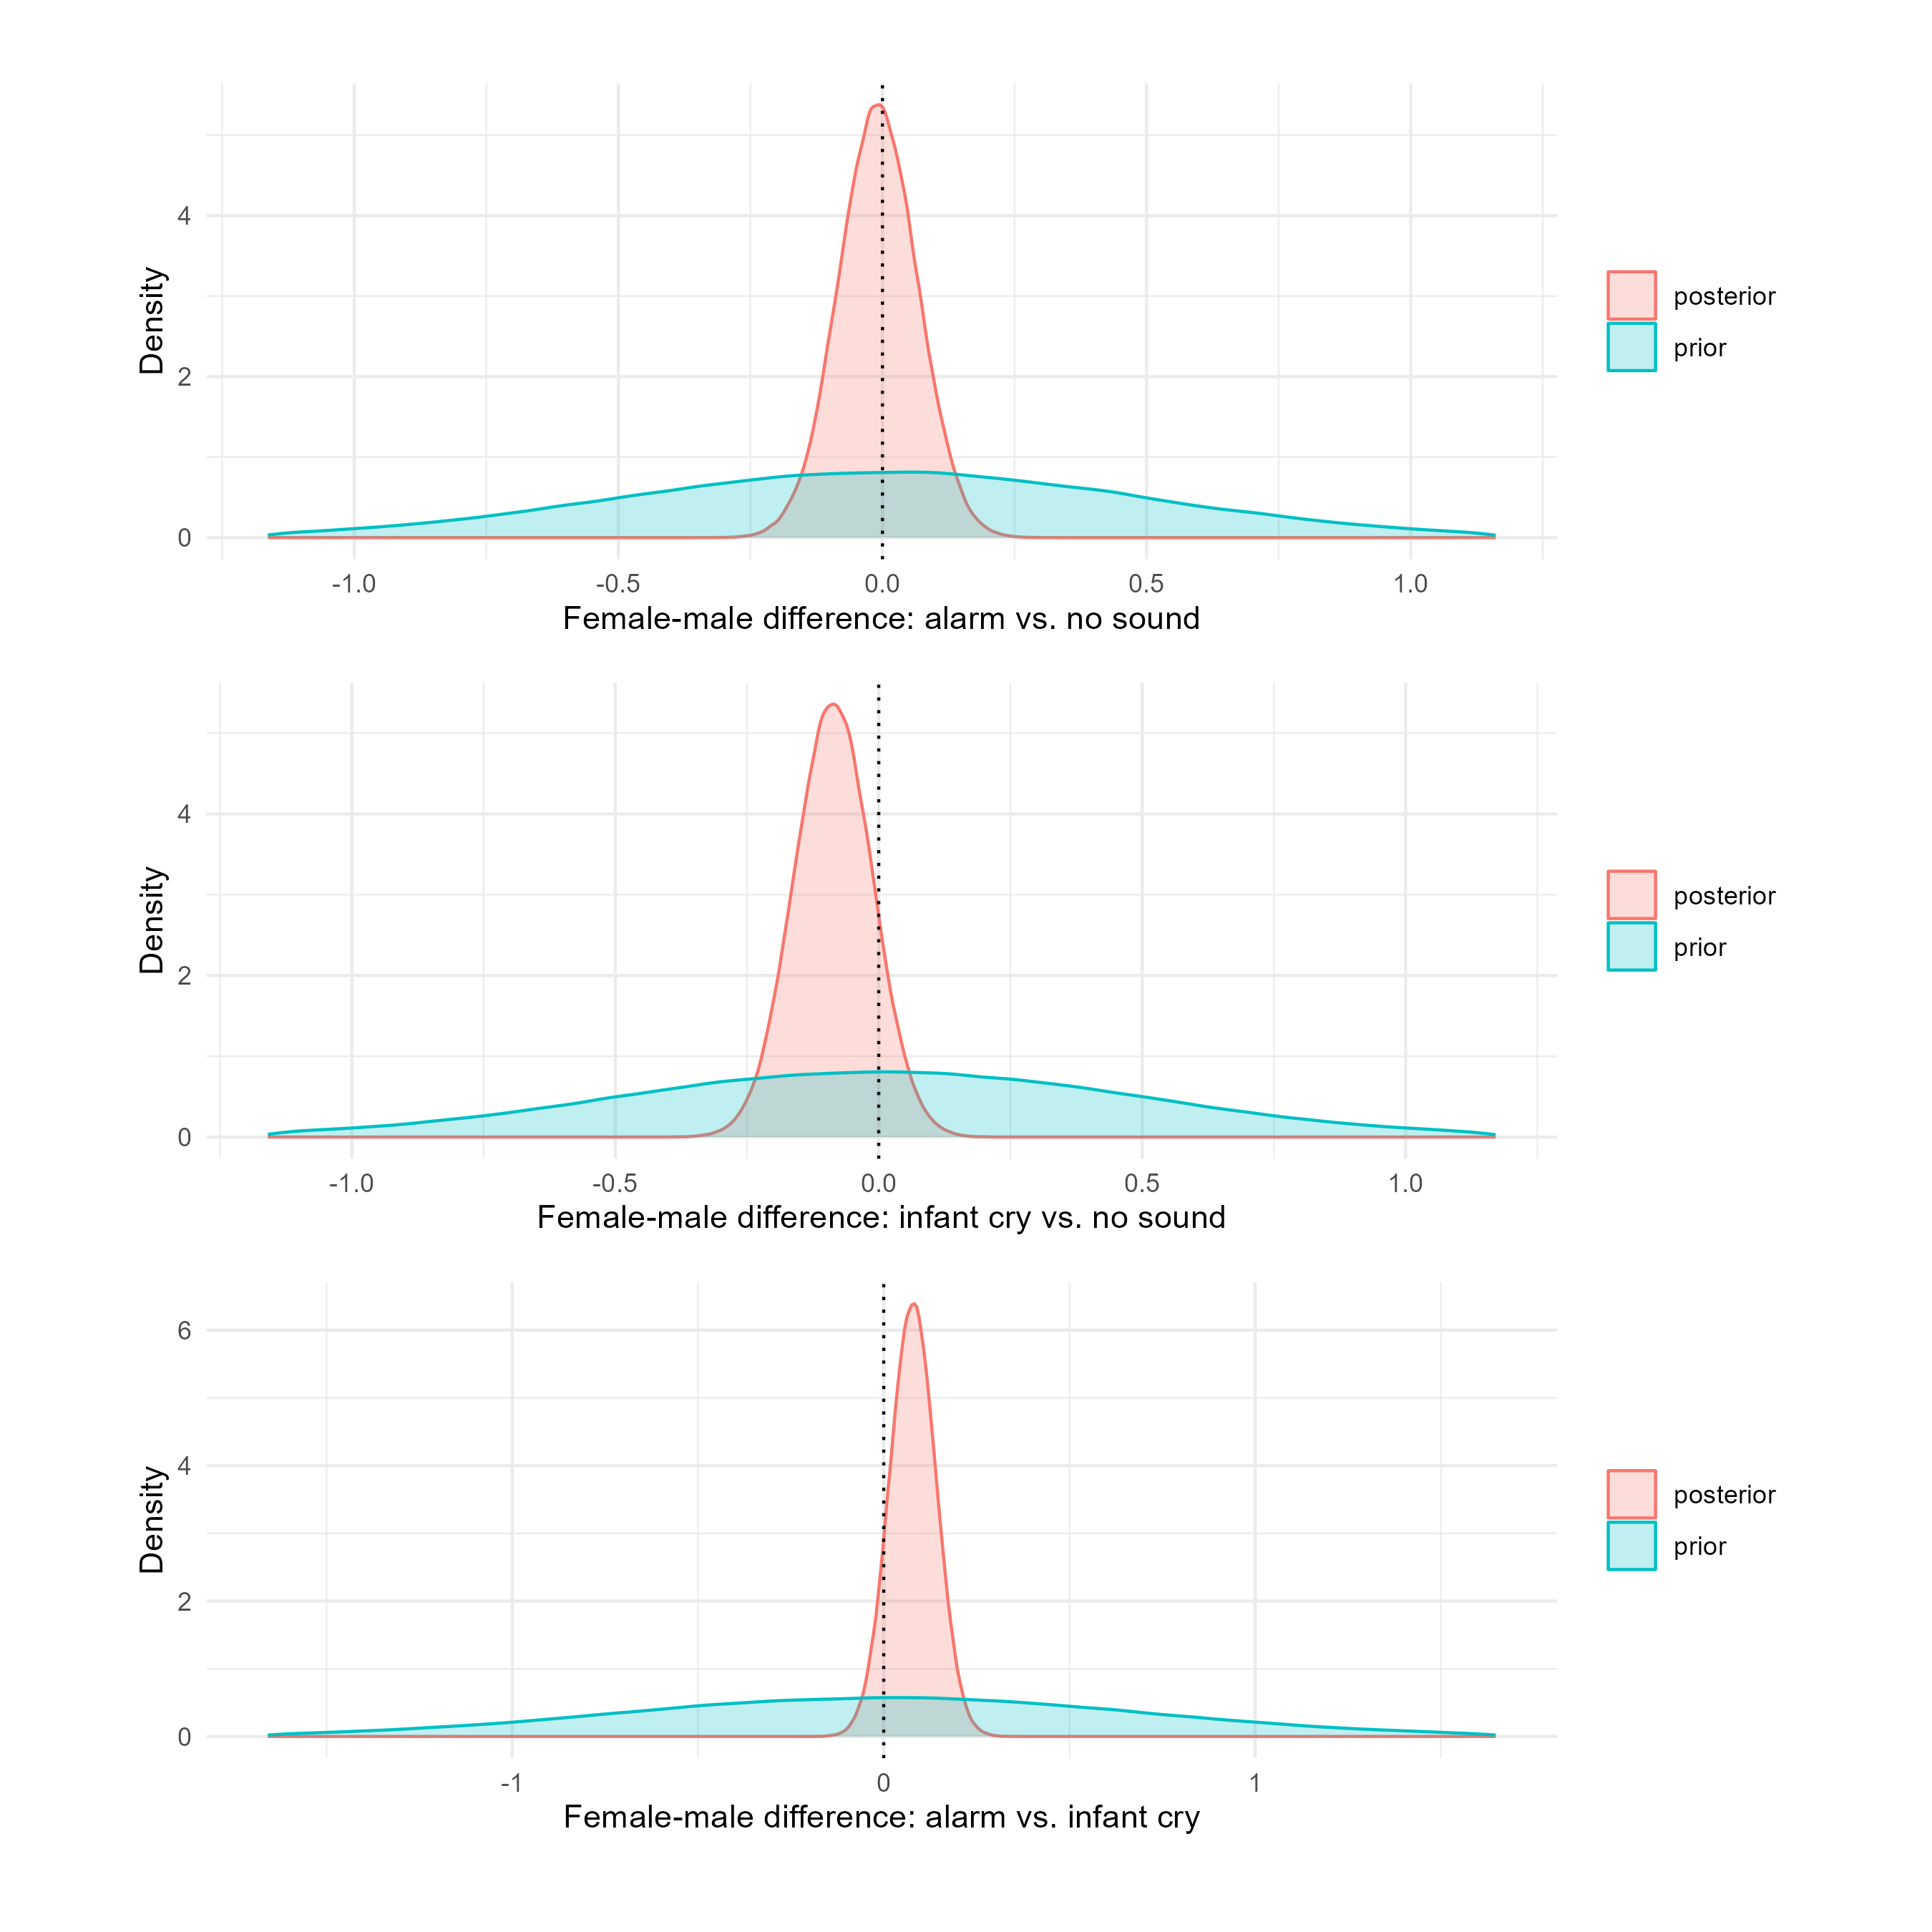 Density
4
2
0
-1.0 -0.5 0.0 0.5 1.0
Female-male difference: alarm vs. no sound
posterior
prior
Density
4
2
0
-1.0 -0.5 0.0 0.5 1.0
Female-male difference: infant cry vs. no sound
posterior
prior
Density
6
4
2
0
-1 0 1
Female-male difference: alarm vs. infant cry
posterior
prior